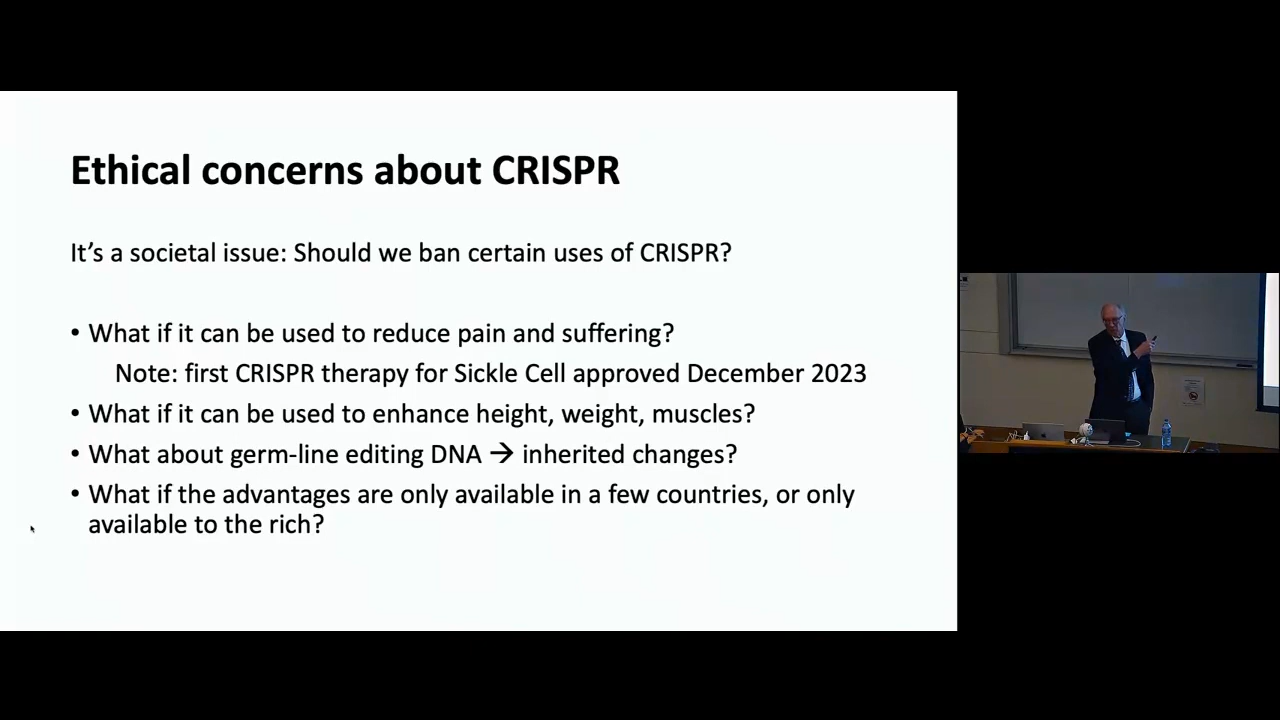 Ethical concerns about CRISPR
It’s a societal issue: Should we ban certain uses of CRISPR?
• What if it can be used to reduce pain and suffering?
Note: first CRISPR therapy for Sickle Cell approved December 2023
• What if it can be used to enhance height, weight, muscles?
• What about germ-line editing DNA → inherited changes?
• What if the advantages are only available in a few countries, or only
available to the rich?